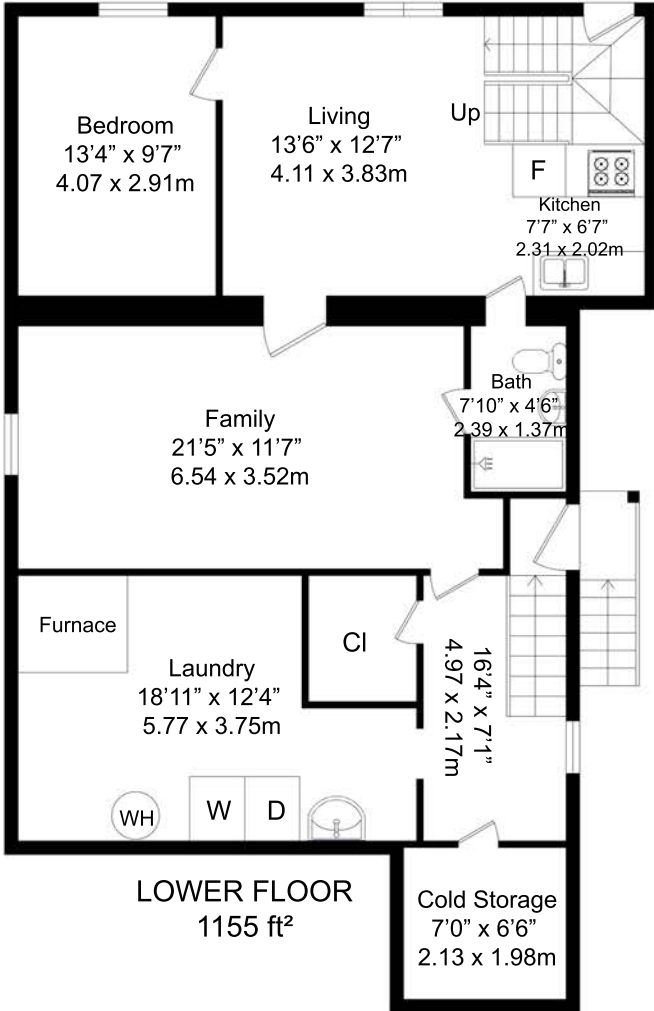 Bedroom
13'4" x 9'7"
4.07 x 2.91m
Living
13'6" x 12'7"
4.11 x 3.83m
Up
F
Kitchen
7'7" x 6'7"
2.31 x 2.02m
Bath
7'10" x 4'6"
2.39 x 1.37m
Family
21'5" x 11'7"
6.54 x 3.52m
Furnace
Laundry
18'11" x 12'4"
5.77 x 3.75m
Cl
16'4" x 7'1"
4.97 x 2.17m
WH
W
D
LOWER FLOOR
1155 ft²
Cold Storage
7'0" x 6'6"
2.13 x 1.98m